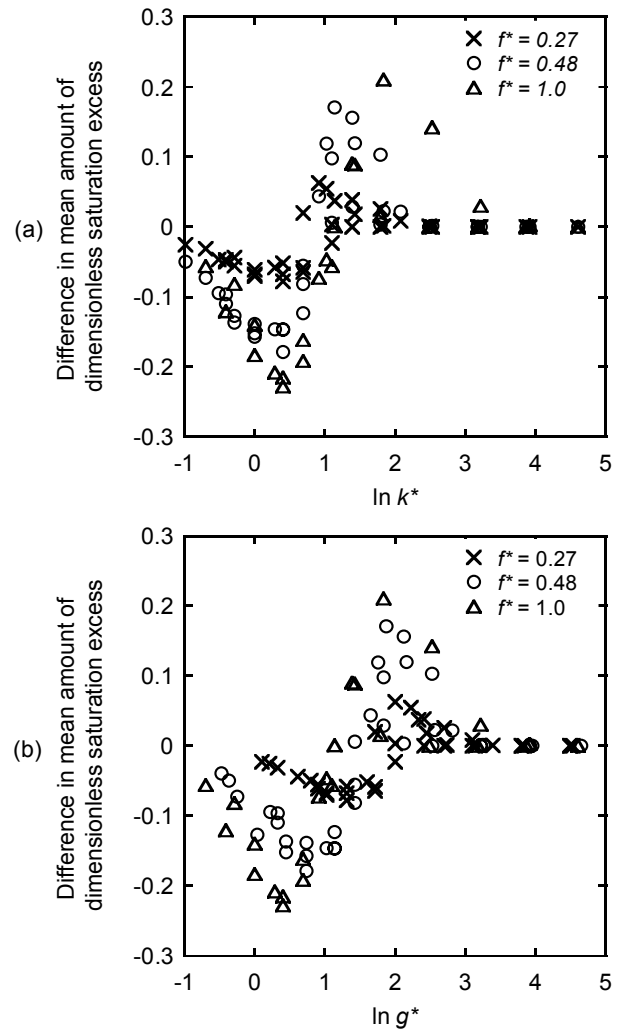 0.3
f* = 0.27
f* = 0.48
f* = 1.0
0.2
0.1
0
-0.1
-0.2
-0.3
(a)
Difference in mean amount of
dimensionless saturation excess
-1 0 1 2 3 4 5
ln k*
0.3
f* = 0.27
f* = 0.48
f* = 1.0
0.2
0.1
0
-0.1
-0.2
-0.3
(b)
Difference in mean amount of
dimensionless saturation excess
-1 0 1 2 3 4 5
ln g*